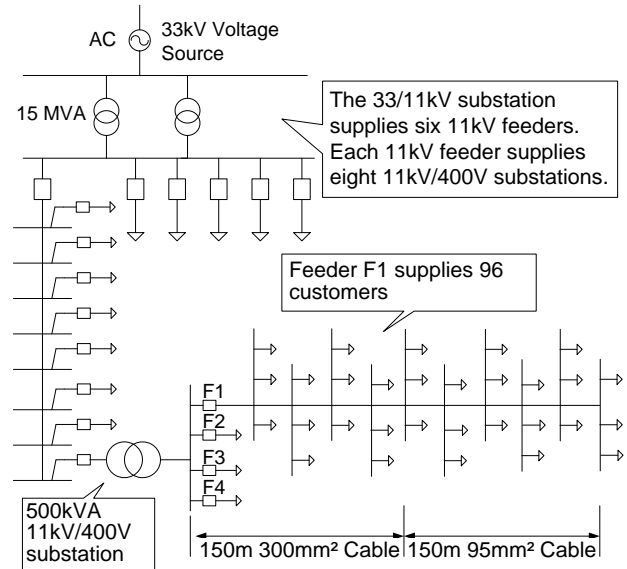 33kV Voltage
AC
Source
15 MVA
The 33/11kV substation
supplies six 11kV feeders.
Each 11kV feeder supplies
eight 11kV/400V substations.
Feeder F1 supplies 96
customers
F1
F2
F3
F4
500kVA
11kV/400V
substation
150m 300mm² Cable
150m 95mm² Cable